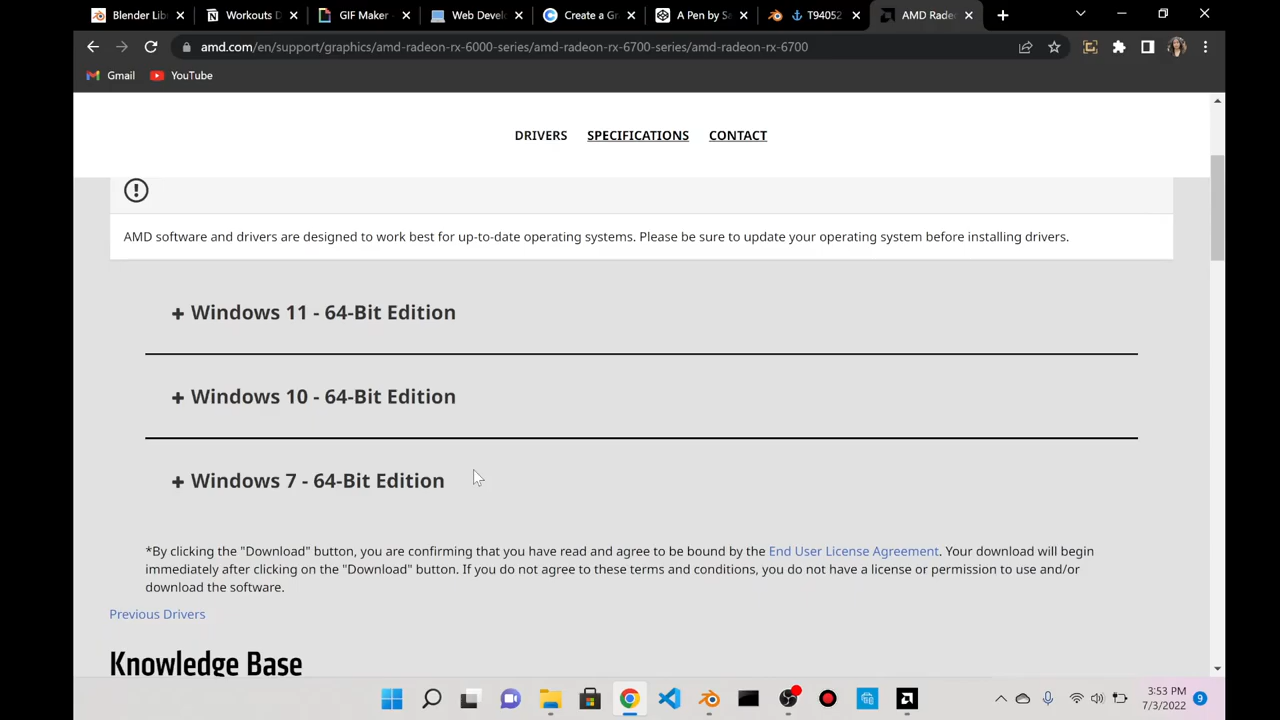 Blender Lib
Workouts D
GIF Maker -
Web Devel
Create a Gr
A Pen by Sa
T94052
AMD Rade
amd.com/en/support/graphics/amd-radeon-rx-6000-series/amd-radeon-rx-6700-series/amd-radeon-rx-6700
Gmail YouTube
DRIVERS SPECIFICATIONS CONTACT
AMD software and drivers are designed to work best for up-to-date operating systems. Please be sure to update your operating system before installing drivers.
+ Windows 11 - 64-Bit Edition
+ Windows 10 - 64-Bit Edition
+ Windows 7 - 64-Bit Edition
*By clicking the "Download" button, you are confirming that you have read and agree to be bound by the End User License Agreement. Your download will begin
immediately after clicking on the "Download" button. If you do not agree to these terms and conditions, you do not have a license or permission to use and/or
download the software.
Previous Drivers
Knowledge Base
3:53 PM
7/3/2022
9